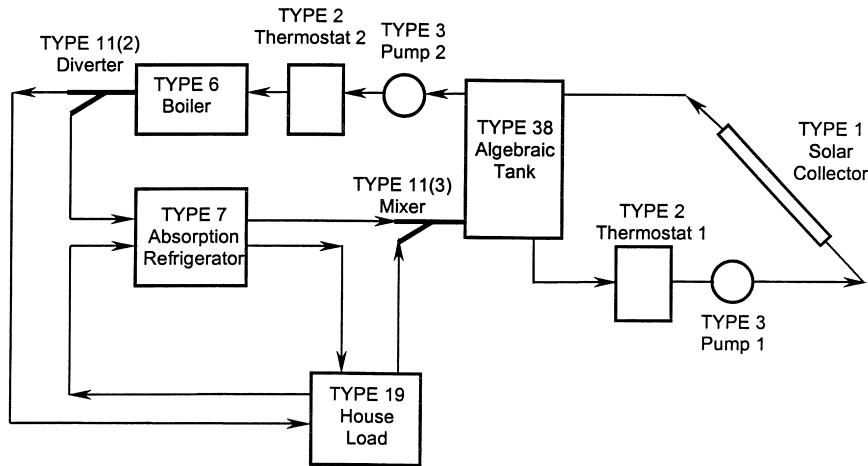 TYPE 11(2)
Diverter
TYPE 6
Boiler
TYPE 2
Thermostat 2
TYPE 3
Pump 2
TYPE 38
Algebraic
Tank
TYPE 1
Solar
Collector
TYPE 11(3)
Mixer
TYPE 7
Absorption
Refrigerator
TYPE 2
Thermostat 1
TYPE 3
Pump 1
TYPE 19
House
Load